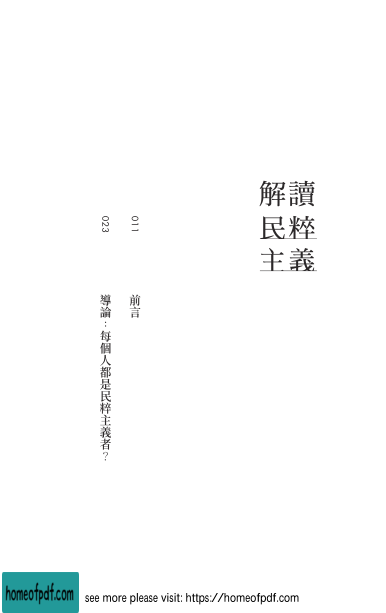 解讀
民粹
主義
011 前言
023 導論：每個人都是民粹主義者？
homeofpdf.com
see more please visit: https://homeofpdf.com